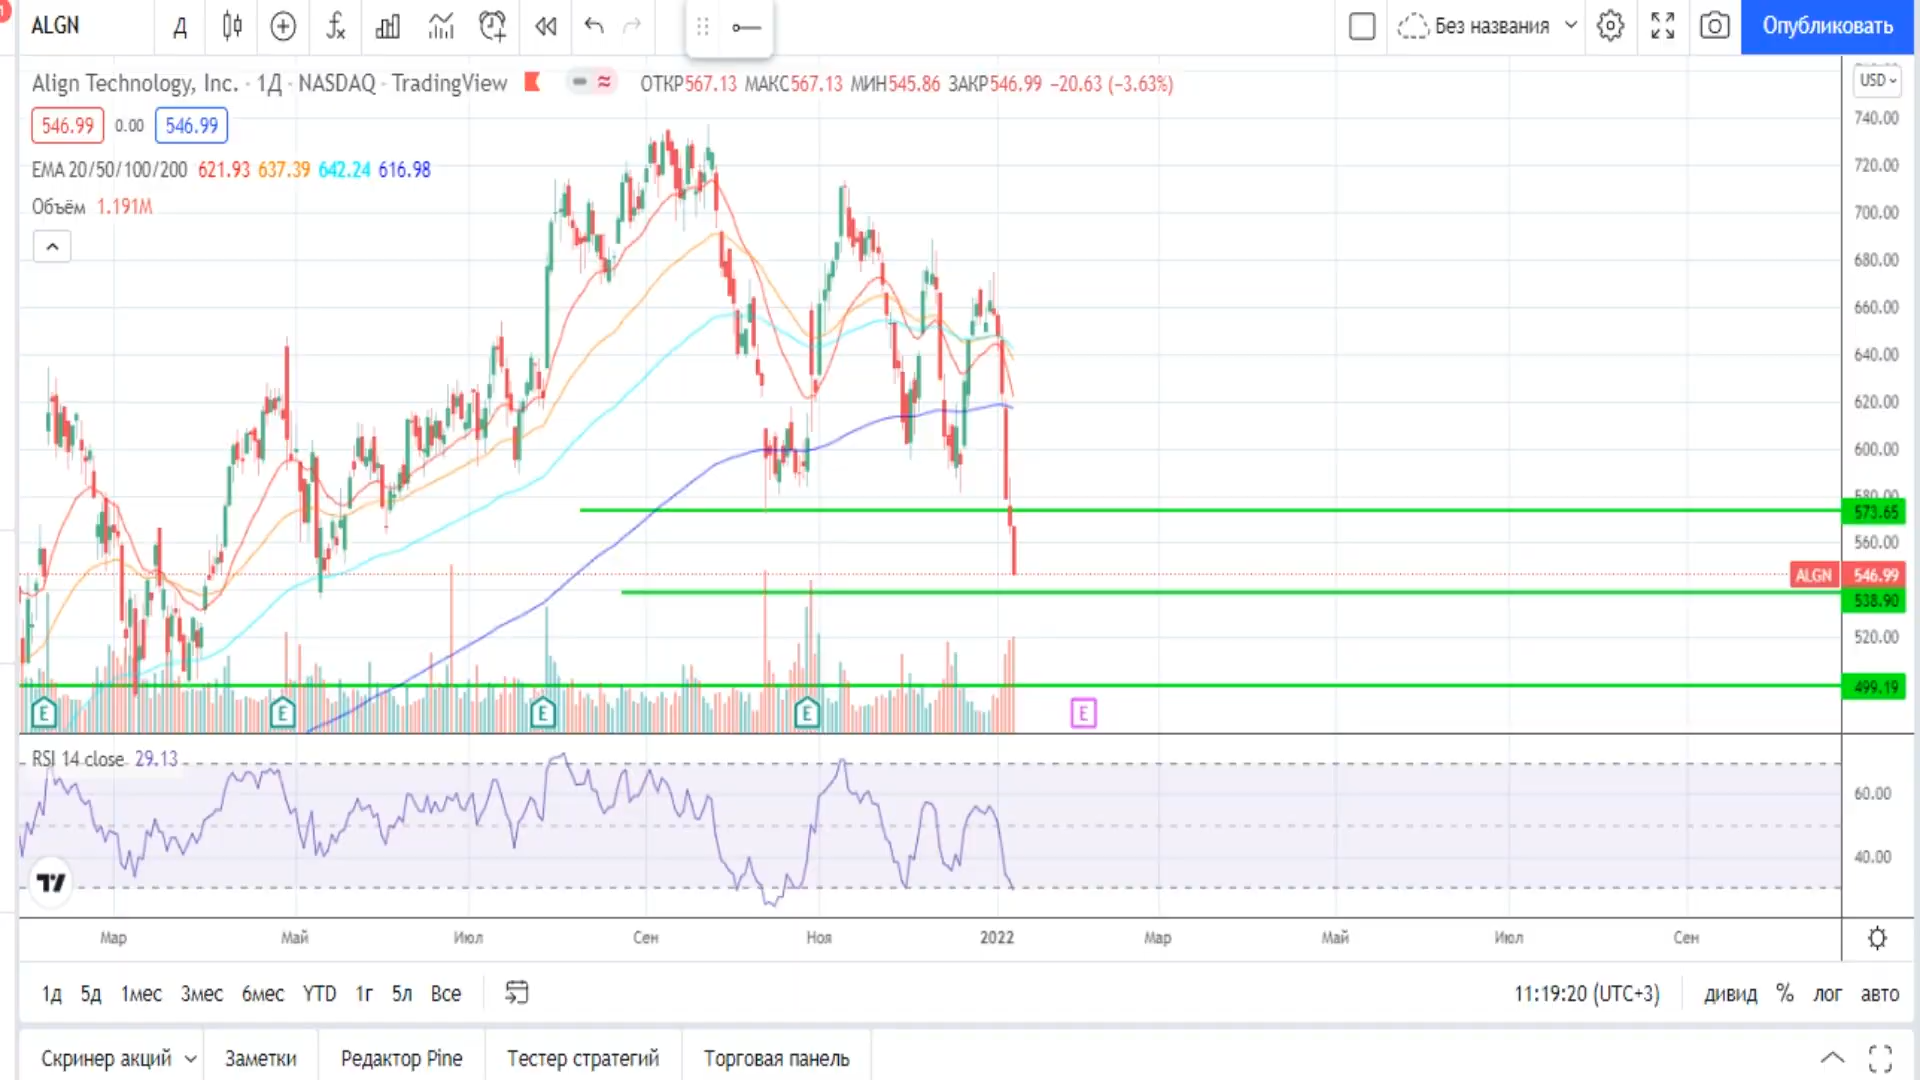 ALGN
Д
Без названия
Опубликовать
Align Technology, Inc. · 1Д · NASDAQ · TradingView
ОТКР567.13 МАКС567.13 МИН545.86 ЗАКР546.99 −20.63 (−3.63%)
USD
546.99 0.00 546.99
EMA 20/50/100/200 621.93 637.39 642.24 616.98
Объём 1.191M
740.00
720.00
700.00
680.00
660.00
640.00
620.00
600.00
580.00
573.65
560.00
ALGN 546.99
538.90
520.00
499.19
E E E E E
RSI 14 close 29.13
60.00
40.00
Мар Май Июл Сен Ноя 2022 Мар Май Июл Сен
1д 5д 1мес 3мес 6мес YTD 1г 5л Все
11:19:20 (UTC+3) дивид % лог авто
Скринер акций Заметки Редактор Pine Тестер стратегий Торговая панель